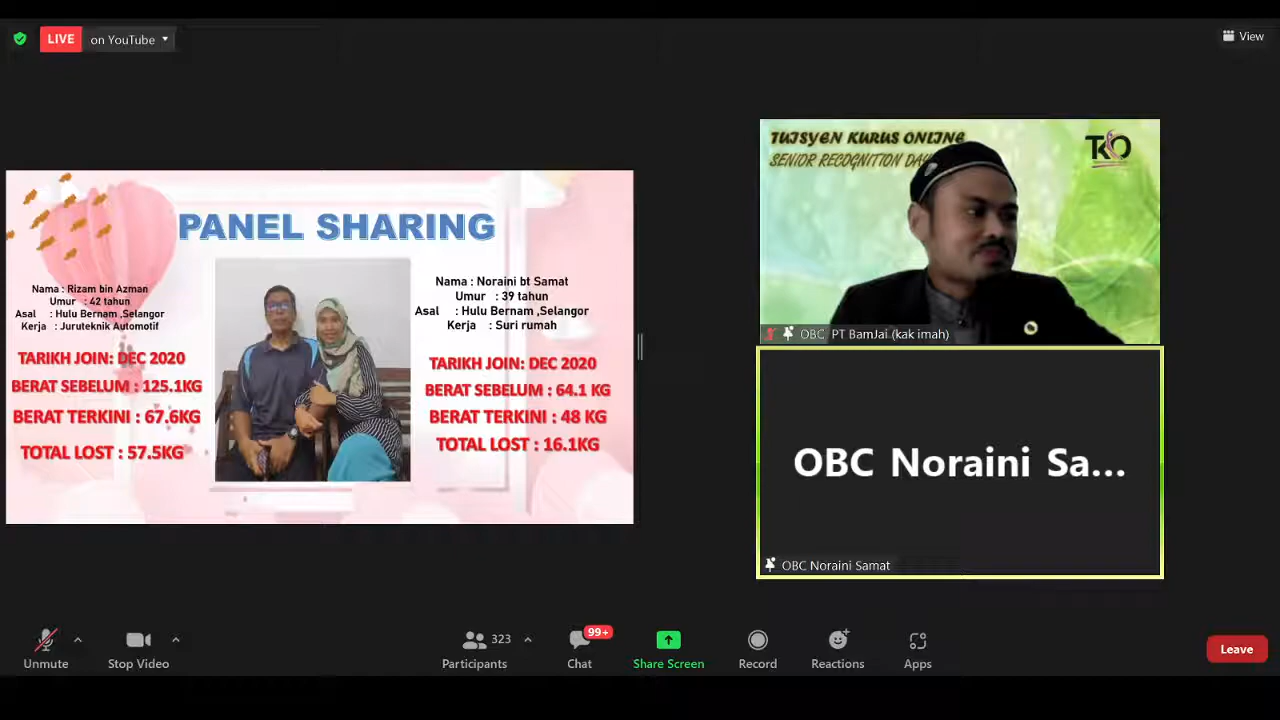 LIVE on YouTube
View
PANEL SHARING
Nama : Rizam bin Azman
Umur : 42 tahun
Asal : Hulu Bernam ,Selangor
Kerja : Juruteknik Automotif
TARIKH JOIN: DEC 2020
BERAT SEBELUM : 125.1KG
BERAT TERKINI : 67.6KG
TOTAL LOST : 57.5KG
Nama : Noraini bt Samat
Umur : 39 tahun
Asal : Hulu Bernam ,Selangor
Kerja : Suri rumah
TARIKH JOIN: DEC 2020
BERAT SEBELUM : 64.1 KG
BERAT TERKINI : 48 KG
TOTAL LOST : 16.1KG
TUISYEN KURUS ONLINE
SENIOR RECOGNITION DAY
TKO
OBC PT BamJai (kak imah)
OBC Noraini Sa...
OBC Noraini Samat
Unmute
Stop Video
323
Participants
99+
Chat
Share Screen
Record
Reactions
Apps
Leave